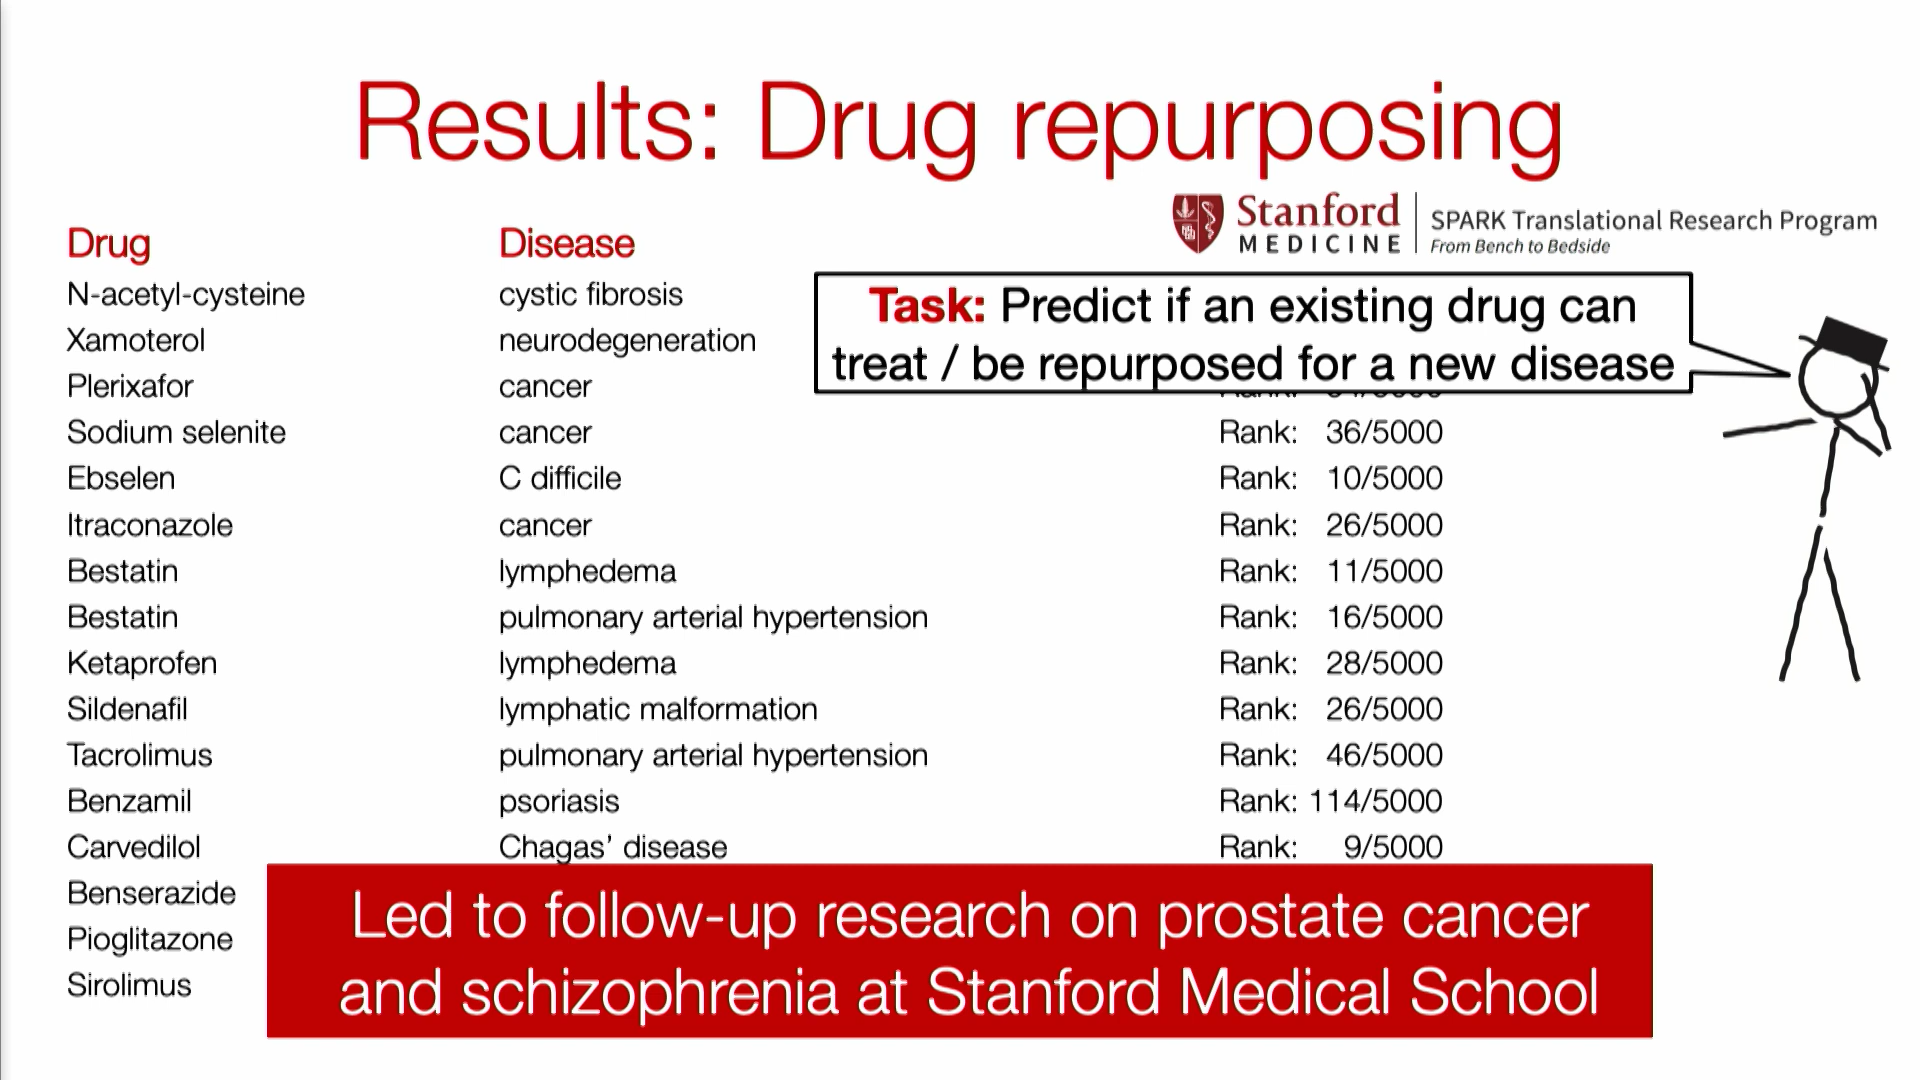 Results: Drug repurposing
Stanford
MEDICINE
SPARK Translational Research Program
From Bench to Bedside
Drug Disease
Task: Predict if an existing drug can
treat / be repurposed for a new disease
N-acetyl-cysteine cystic fibrosis
Xamoterol neurodegeneration
Plerixafor cancer
Sodium selenite cancer Rank: 36/5000
Ebselen C difficile Rank: 10/5000
Itraconazole cancer Rank: 26/5000
Bestatin lymphedema Rank: 11/5000
Bestatin pulmonary arterial hypertension Rank: 16/5000
Ketaprofen lymphedema Rank: 28/5000
Sildenafil lymphatic malformation Rank: 26/5000
Tacrolimus pulmonary arterial hypertension Rank: 46/5000
Benzamil psoriasis Rank: 114/5000
Carvedilol Chagas’ disease Rank: 9/5000
Benserazide
Pioglitazone
Sirolimus
Led to follow-up research on prostate cancer
and schizophrenia at Stanford Medical School